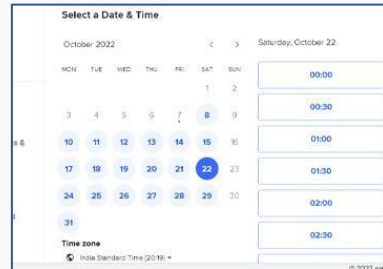 Select a Date & Time
October 2022 < >
MON TUE WED THU FRI SAT SUN
1 2
3 4 5 6 7 8 9
10 11 12 13 14 15 16
17 18 19 20 21 22 23
24 25 26 27 28 29 30
31
Time zone
India Standard Time (20:19)
Saturday, October 22
00:00
00:30
01:00
01:30
02:00
02:30
s &
© 2022